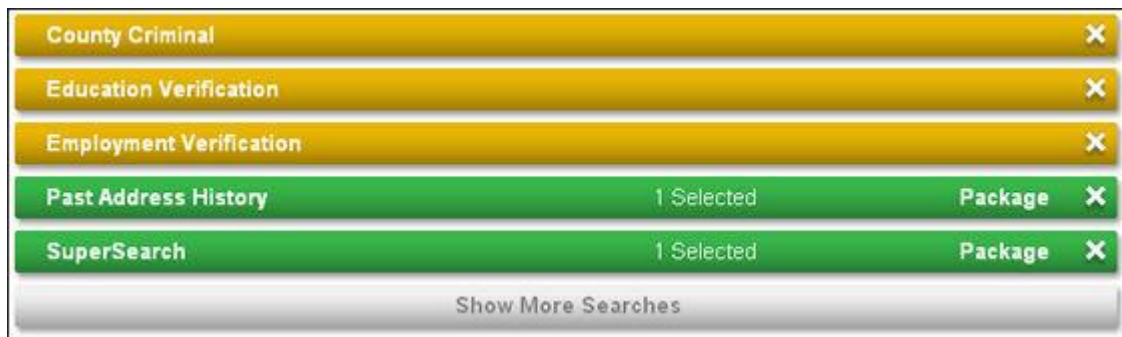 County Criminal
Education Verification
Employment Verification
Past Address History 1 Selected Package
SuperSearch 1 Selected Package
Show More Searches